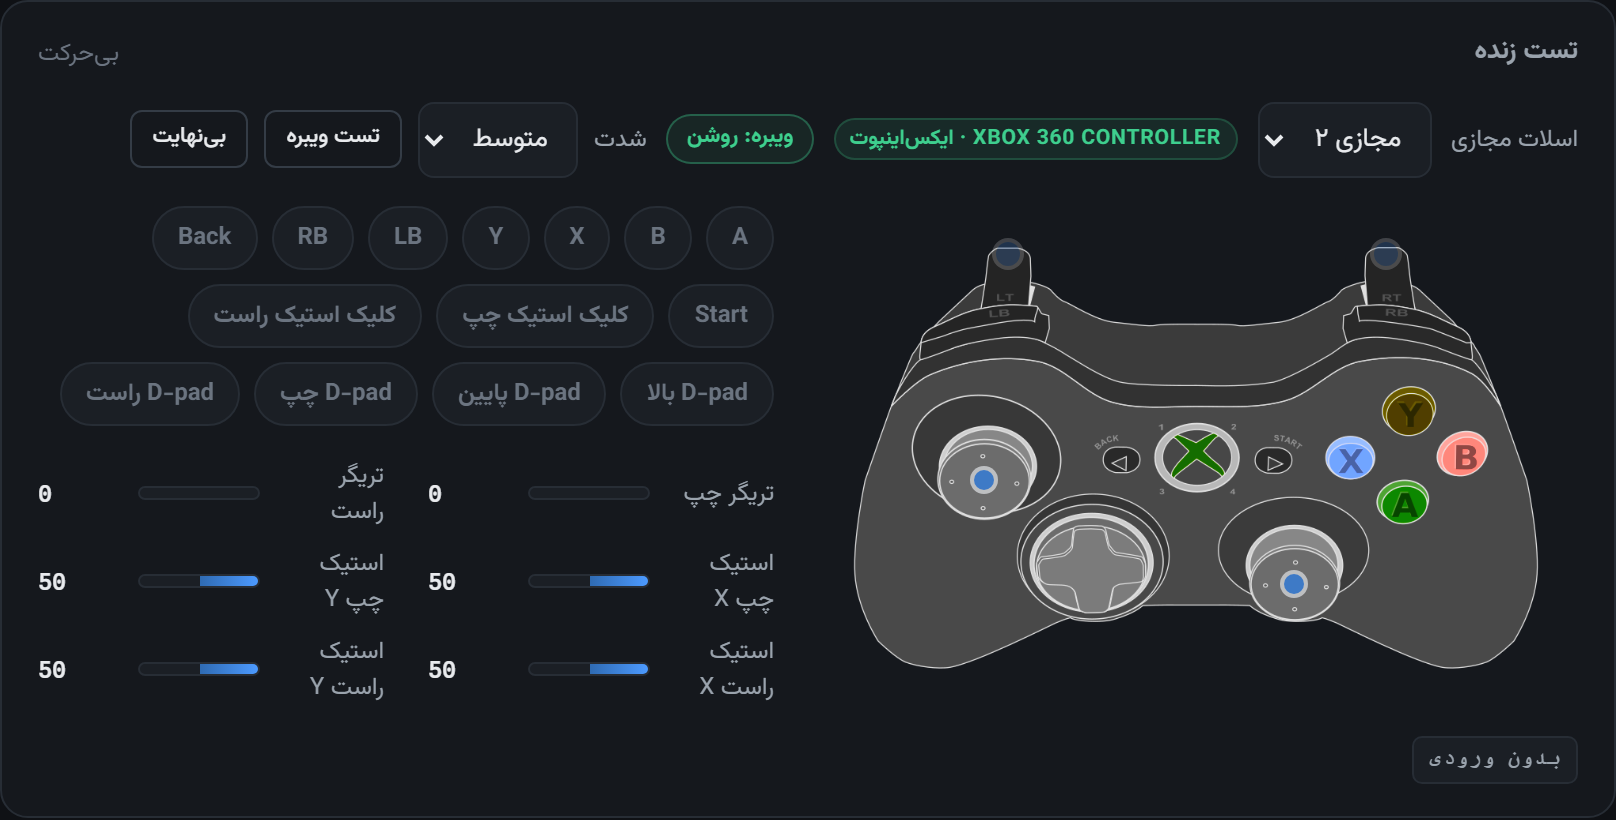 تست زنده
بی‌حرکت
اسلات مجازی
مجازی ۲
XBOX 360 CONTROLLER · ایکس‌اینپوت
ویبره: روشن
شدت
متوسط
تست ویبره
بی‌نهایت
A
B
X
Y
LB
RB
Back
Start
کلیک استیک چپ
کلیک استیک راست
D-pad بالا
D-pad پایین
D-pad چپ
D-pad راست
تریگر چپ
0
تریگر
راست
0
استیک
چپ X
50
استیک
چپ Y
50
استیک
راست X
50
استیک
راست Y
50
LT
LB
RT
RB
BACK
START
1
2
3
4
Y
X
B
A
بدون ورودی